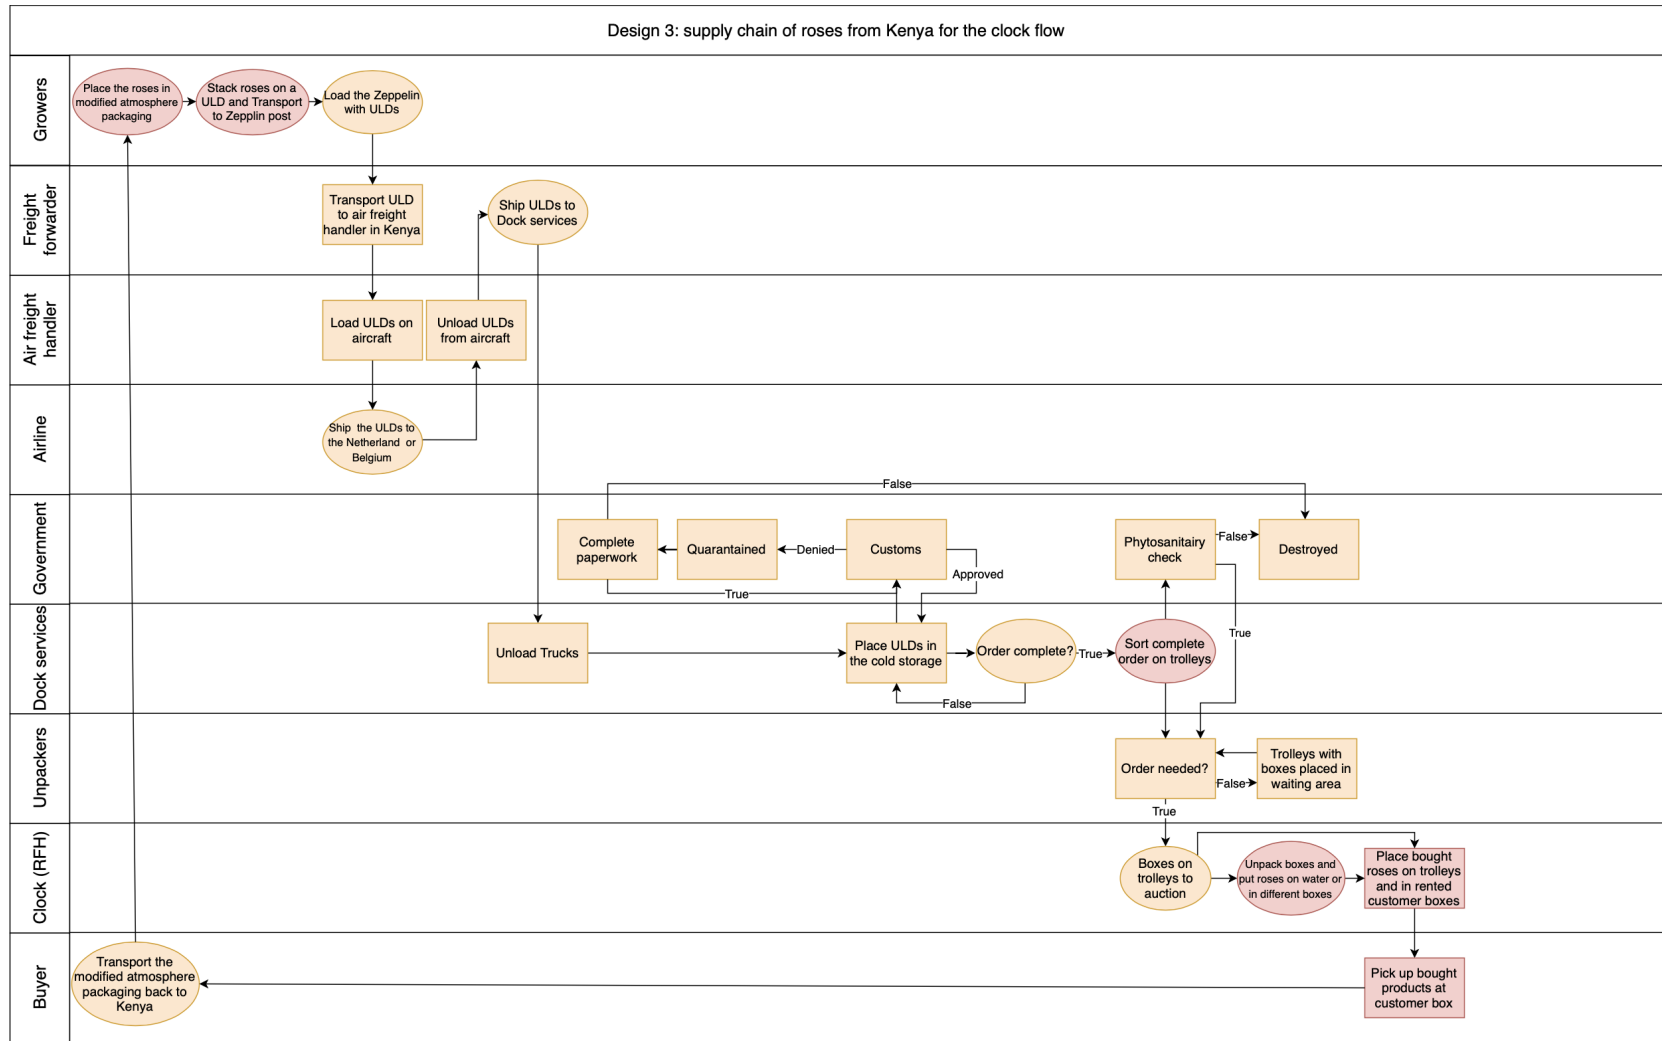 Design 3: supply chain of roses from Kenya for the clock flow
Growers
Place the roses in
modified atmosphere
packaging
Stack roses on a
ULD and Transport
to Zepplin post
Load the Zeppelin
with ULDs
Freight
forwarder
Transport ULD
to air freight
handler in Kenya
Ship ULDs to
Dock services
Air freight
handler
Load ULDs on
aircraft
Unload ULDs
from aircraft
Airline
Ship the ULDs to
the Netherland or
Belgium
False
Government
Complete
paperwork
Quarantained
Denied
Customs
Approved
True
Phytosanitairy
check
False
Destroyed
True
Dock services
Unload Trucks
Place ULDs in
the cold storage
Order complete?
True
False
Sort complete
order on trolleys
Unpackers
Order needed?
False
Trolleys with
boxes placed in
waiting area
True
Clock (RFH)
Boxes on
trolleys to
auction
Unpack boxes and
put roses on water or
in different boxes
Place bought
roses on trolleys
and in rented
customer boxes
Buyer
Transport the
modified atmosphere
packaging back to
Kenya
Pick up bought
products at
customer box